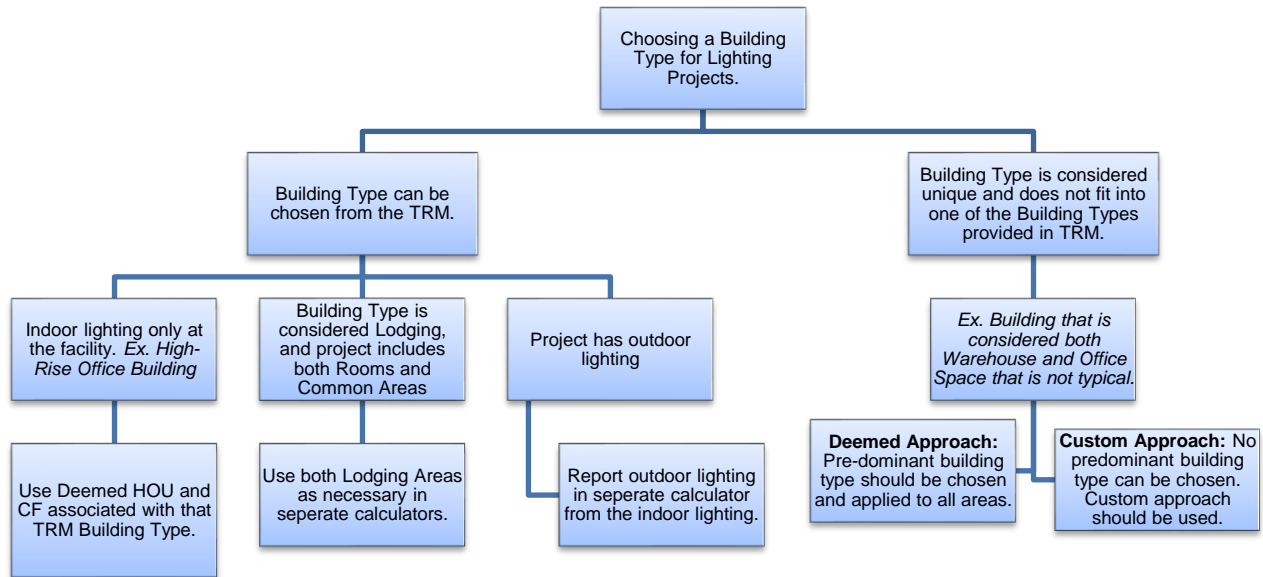 Choosing a Building
Type for Lighting
Projects.
Building Type can be
chosen from the TRM.
Building Type is considered
unique and does not fit into
one of the Building Types
provided in TRM.
Indoor lighting only at
the facility. Ex. High-
Rise Office Building
Building Type is
considered Lodging,
and project includes
both Rooms and
Common Areas
Project has outdoor
lighting
Ex. Building that is
considered both
Warehouse and Office
Space that is not typical.
Use Deemed HOU and
CF associated with that
TRM Building Type.
Use both Lodging Areas
as necessary in
seperate calculators.
Report outdoor lighting
in seperate calculator
from the indoor lighting.
Deemed Approach:
Pre-dominant building
type should be chosen
and applied to all areas.
Custom Approach: No
predominant building
type can be chosen.
Custom approach
should be used.